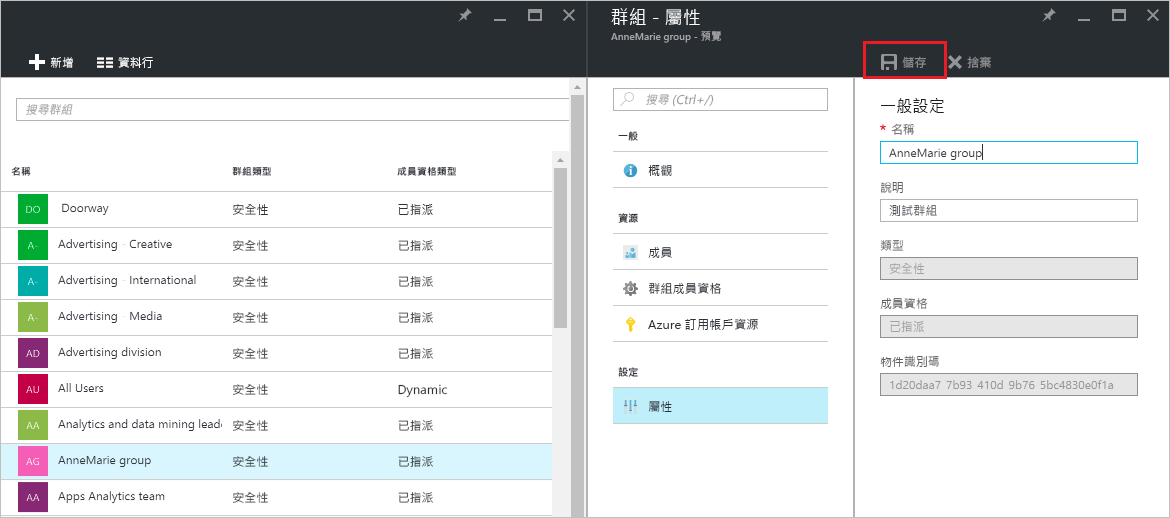 新增
資料行
搜尋群組
名稱 群組類型 成員資格類型
DO Doorway 安全性 已指派
A- Advertising - Creative 安全性 已指派
A- Advertising - International 安全性 已指派
A- Advertising - Media 安全性 已指派
AD Advertising division 安全性 已指派
AU All Users 安全性 Dynamic
AA Analytics and data mining leade 安全性 已指派
AG AnneMarie group 安全性 已指派
AA Apps Analytics team 安全性 已指派
群組 - 屬性
AnneMarie group - 預覽
儲存
捨棄
搜尋 (Ctrl+/)
一般
概觀
資源
成員
群組成員資格
Azure 訂用帳戶資源
設定
屬性
一般設定
* 名稱
AnneMarie group
說明
測試群組
類型
安全性
成員資格
已指派
物件識別碼
1d20daa7 7b93 410d 9b76 5bc4830e0f1a